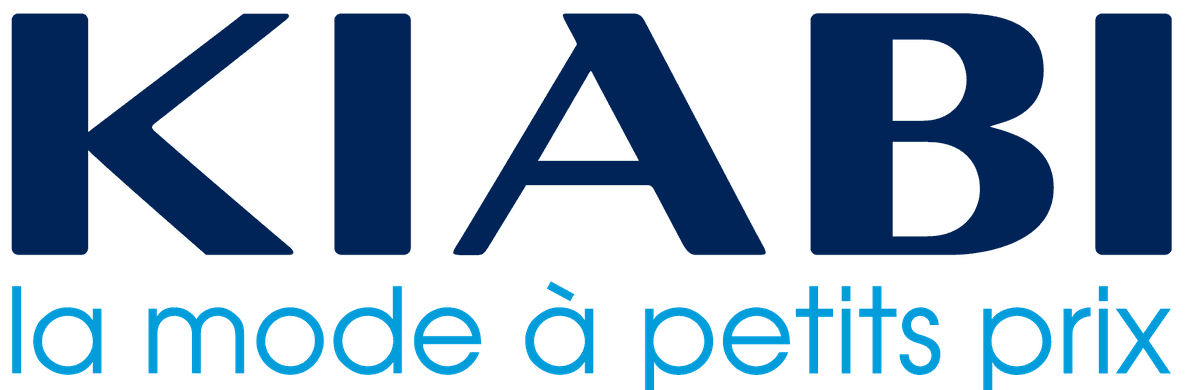 KIABI
la mode à petits prix